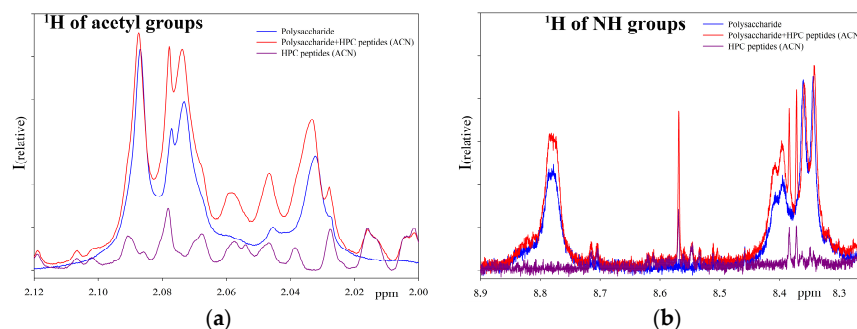 ¹H of acetyl groups
Polysaccharide
Polysaccharide+HPC peptides (ACN)
HPC peptides (ACN)
I(relative)
2.12 2.10 2.08 2.06 2.04 2.02 ppm 2.00
(a)
¹H of NH groups
Polysaccharide
Polysaccharide+HPC peptides (ACN)
HPC peptides (ACN)
I(relative)
8.9 8.8 8.7 8.6 8.5 8.4 ppm 8.3
(b)